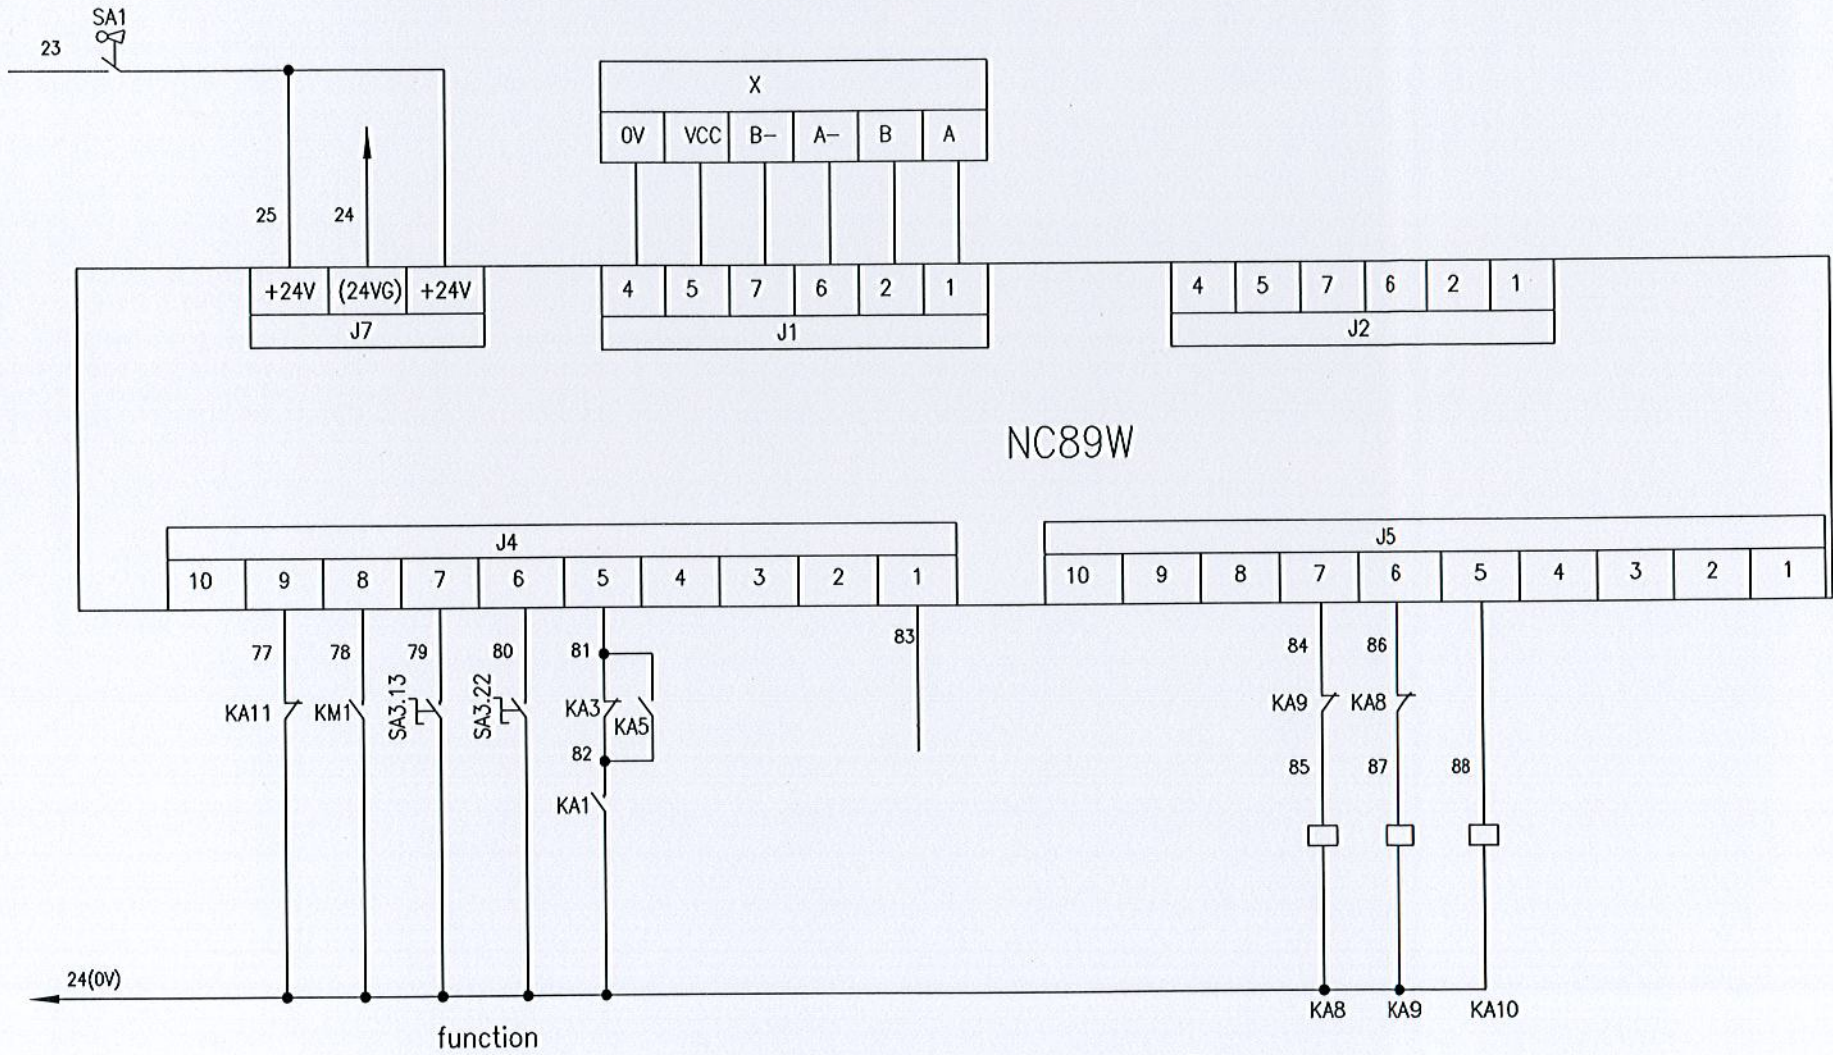 SA1
23
X
0V VCC B- A- B A
25 24
+24V (24VG) +24V
J7
4 5 7 6 2 1
J1
4 5 7 6 2 1
J2
NC89W
J4
10 9 8 7 6 5 4 3 2 1
J5
10 9 8 7 6 5 4 3 2 1
77 78 79 80 81 83
84 86
KA11 KM1 SA3.13 SA3.22 KA3 KA5
KA9 KA8
82
85 87 88
KA1
24(0V)
KA8 KA9 KA10
function